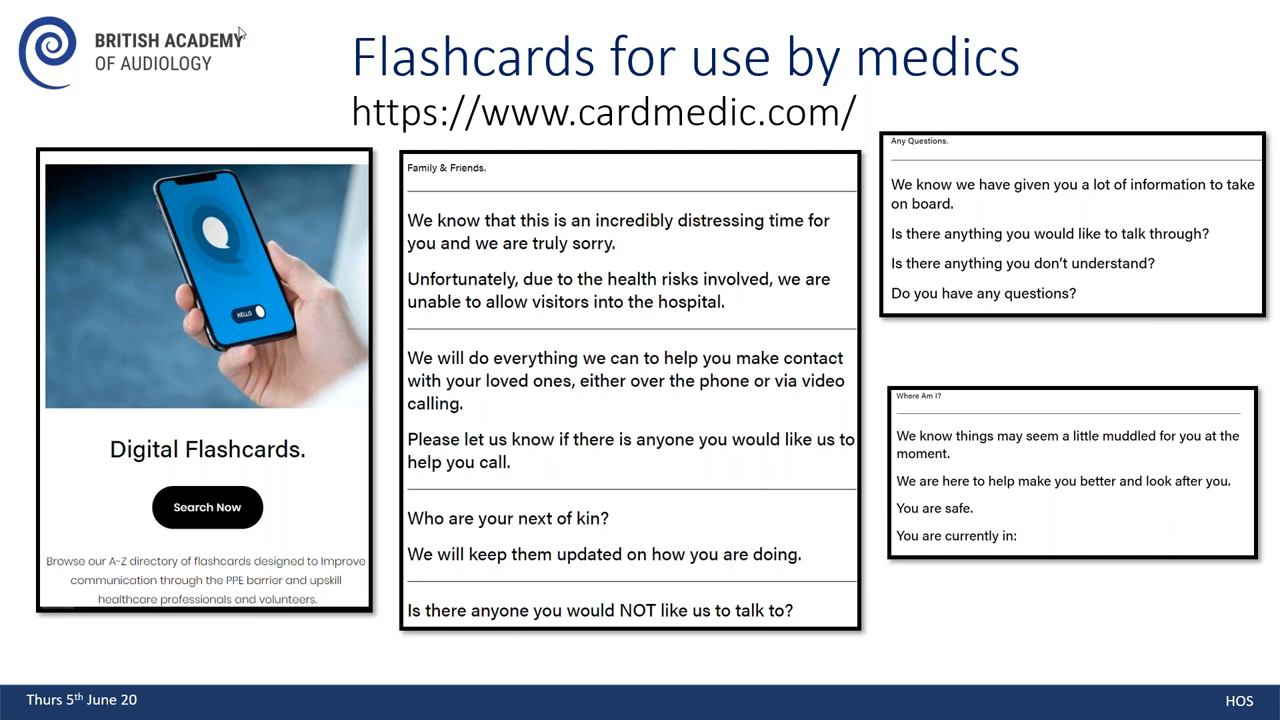 BRITISH ACADEMY
OF AUDIOLOGY
Flashcards for use by medics
https://www.cardmedic.com/
HELLO
Digital Flashcards.
Search Now
Browse our A-Z directory of flashcards designed to Improve
communication through the PPE barrier and upskill
healthcare professionals and volunteers.
Family & Friends.
We know that this is an incredibly distressing time for
you and we are truly sorry.
Unfortunately, due to the health risks involved, we are
unable to allow visitors into the hospital.
We will do everything we can to help you make contact
with your loved ones, either over the phone or via video
calling.
Please let us know if there is anyone you would like us to
help you call.
Who are your next of kin?
We will keep them updated on how you are doing.
Is there anyone you would NOT like us to talk to?
Any Questions.
We know we have given you a lot of information to take
on board.
Is there anything you would like to talk through?
Is there anything you don’t understand?
Do you have any questions?
Where Am I?
We know things may seem a little muddled for you at the
moment.
We are here to help make you better and look after you.
You are safe.
You are currently in:
Thurs 5th June 20
HOS